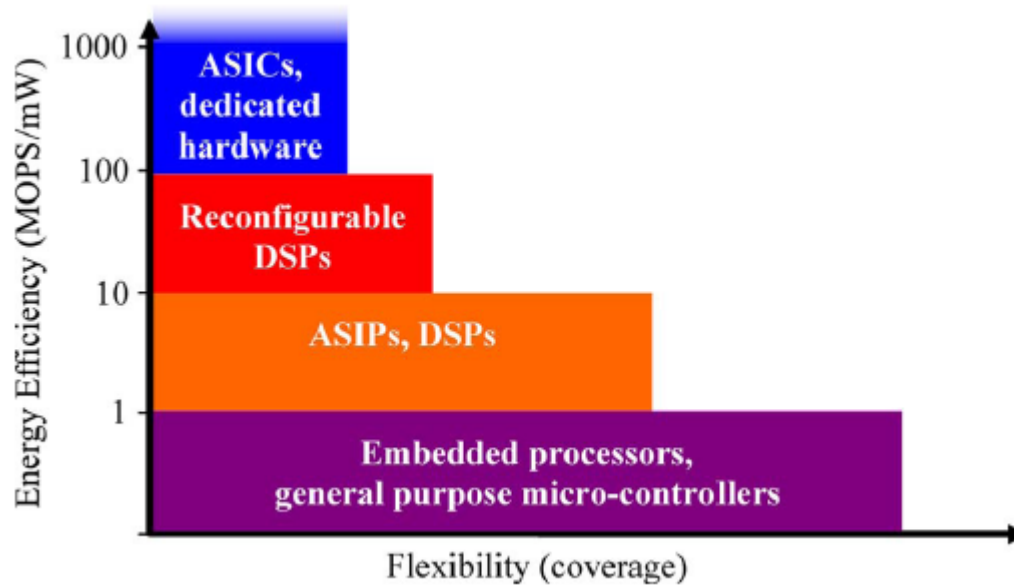 Energy Efficiency (MOPS/mW)
1000
100
10
1
ASICs,
dedicated
hardware
Reconfigurable
DSPs
ASIPs, DSPs
Embedded processors,
general purpose micro-controllers
Flexibility (coverage)